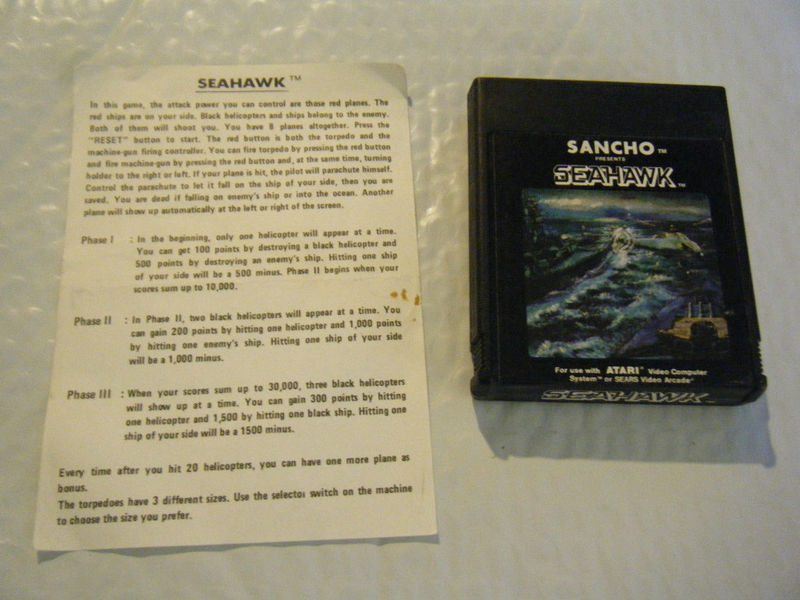 SEAHAWK™
In this game, the attack power you can control are those red planes. The
red ships are on your side. Black helicopters and ships belong to the enemy.
Both of them will shoot you. You have 8 planes altogether. Press the
"RESET" button to start. The red button is both the torpedo and the
machine-gun firing controller. You can fire torpedo by pressing the red button
and fire machine-gun by pressing the red button and, at the same time, turning
holder to the right or left. If your plane is hit, the pilot will parachute himself.
Control the parachute to let it fall on the ship of your side, then you are
saved. You are dead if falling on enemy's ship or into the ocean. Another
plane will show up automatically at the left or right of the screen.
Phase I : In the beginning, only one helicopter will appear at a time.
You can get 100 points by destroying a black helicopter and
500 points by destroying an enemy's ship. Hitting one ship
of your side will be a 500 minus. Phase II begins when your
scores sum up to 10,000.
Phase II : In Phase II, two black helicopters will appear at a time. You
can gain 200 points by hitting one helicopter and 1,000 points
by hitting one enemy's ship. Hitting one ship of your side
will be a 1,000 minus.
Phase III : When your scores sum up to 30,000, three black helicopters
will show up at a time. You can gain 300 points by hitting
one helicopter and 1,500 by hitting one black ship. Hitting one
ship of your side will be a 1500 minus.
Every time after you hit 20 helicopters, you can have one more plane as
bonus.
The torpedoes have 3 different sizes. Use the selector switch on the machine
to choose the size you prefer.
SANCHO™
PRESENTS
SEAHAWK™
For use with ATARI® Video Computer
System™ or SEARS Video Arcade®
SEAHAWK